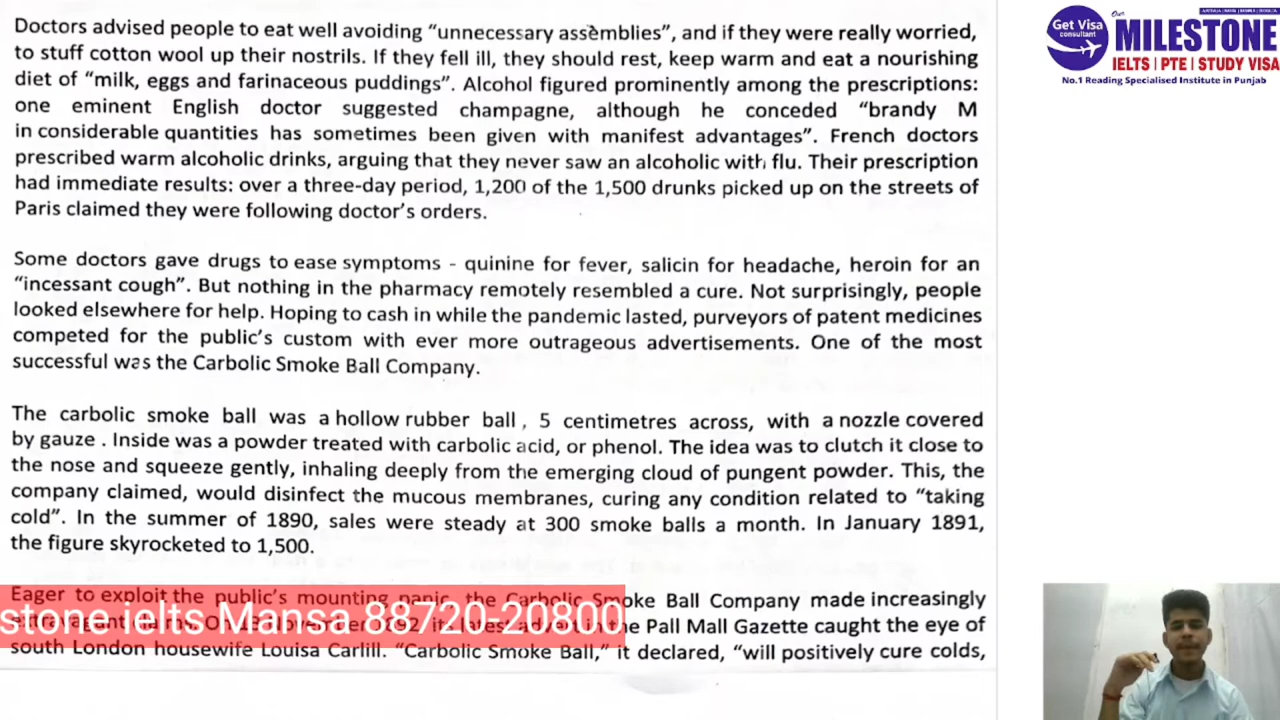 Doctors advised people to eat well avoiding “unnecessary assemblies”, and if they were really worried,
to stuff cotton wool up their nostrils. If they fell ill, they should rest, keep warm and eat a nourishing
diet of “milk, eggs and farinaceous puddings”. Alcohol figured prominently among the prescriptions:
one eminent English doctor suggested champagne, although he conceded “brandy M
in considerable quantities has sometimes been given with manifest advantages”. French doctors
prescribed warm alcoholic drinks, arguing that they never saw an alcoholic with flu. Their prescription
had immediate results: over a three-day period, 1,200 of the 1,500 drunks picked up on the streets of
Paris claimed they were following doctor's orders.
Some doctors gave drugs to ease symptoms - quinine for fever, salicin for headache, heroin for an
“incessant cough”. But nothing in the pharmacy remotely resembled a cure. Not surprisingly, people
looked elsewhere for help. Hoping to cash in while the pandemic lasted, purveyors of patent medicines
competed for the public's custom with ever more outrageous advertisements. One of the most
successful was the Carbolic Smoke Ball Company.
The carbolic smoke ball was a hollow rubber ball , 5 centimetres across, with a nozzle covered
by gauze . Inside was a powder treated with carbolic acid, or phenol. The idea was to clutch it close to
the nose and squeeze gently, inhaling deeply from the emerging cloud of pungent powder. This, the
company claimed, would disinfect the mucous membranes, curing any condition related to “taking
cold”. In the summer of 1890, sales were steady at 300 smoke balls a month. In January 1891,
the figure skyrocketed to 1,500.
Eager to exploit the public's mounting panic, the Carbolic Smoke Ball Company made increasingly
the Pall Mall Gazette caught the eye of
south London housewife Louisa Carlill. “Carbolic Smoke Ball,” it declared, “will positively cure colds,
stone ielts Mansa 88720-20800
Get Visa
consultant
Our
MILESTONE
IELTS | PTE | STUDY VISA
No.1 Reading Specialised Institute in Punjab